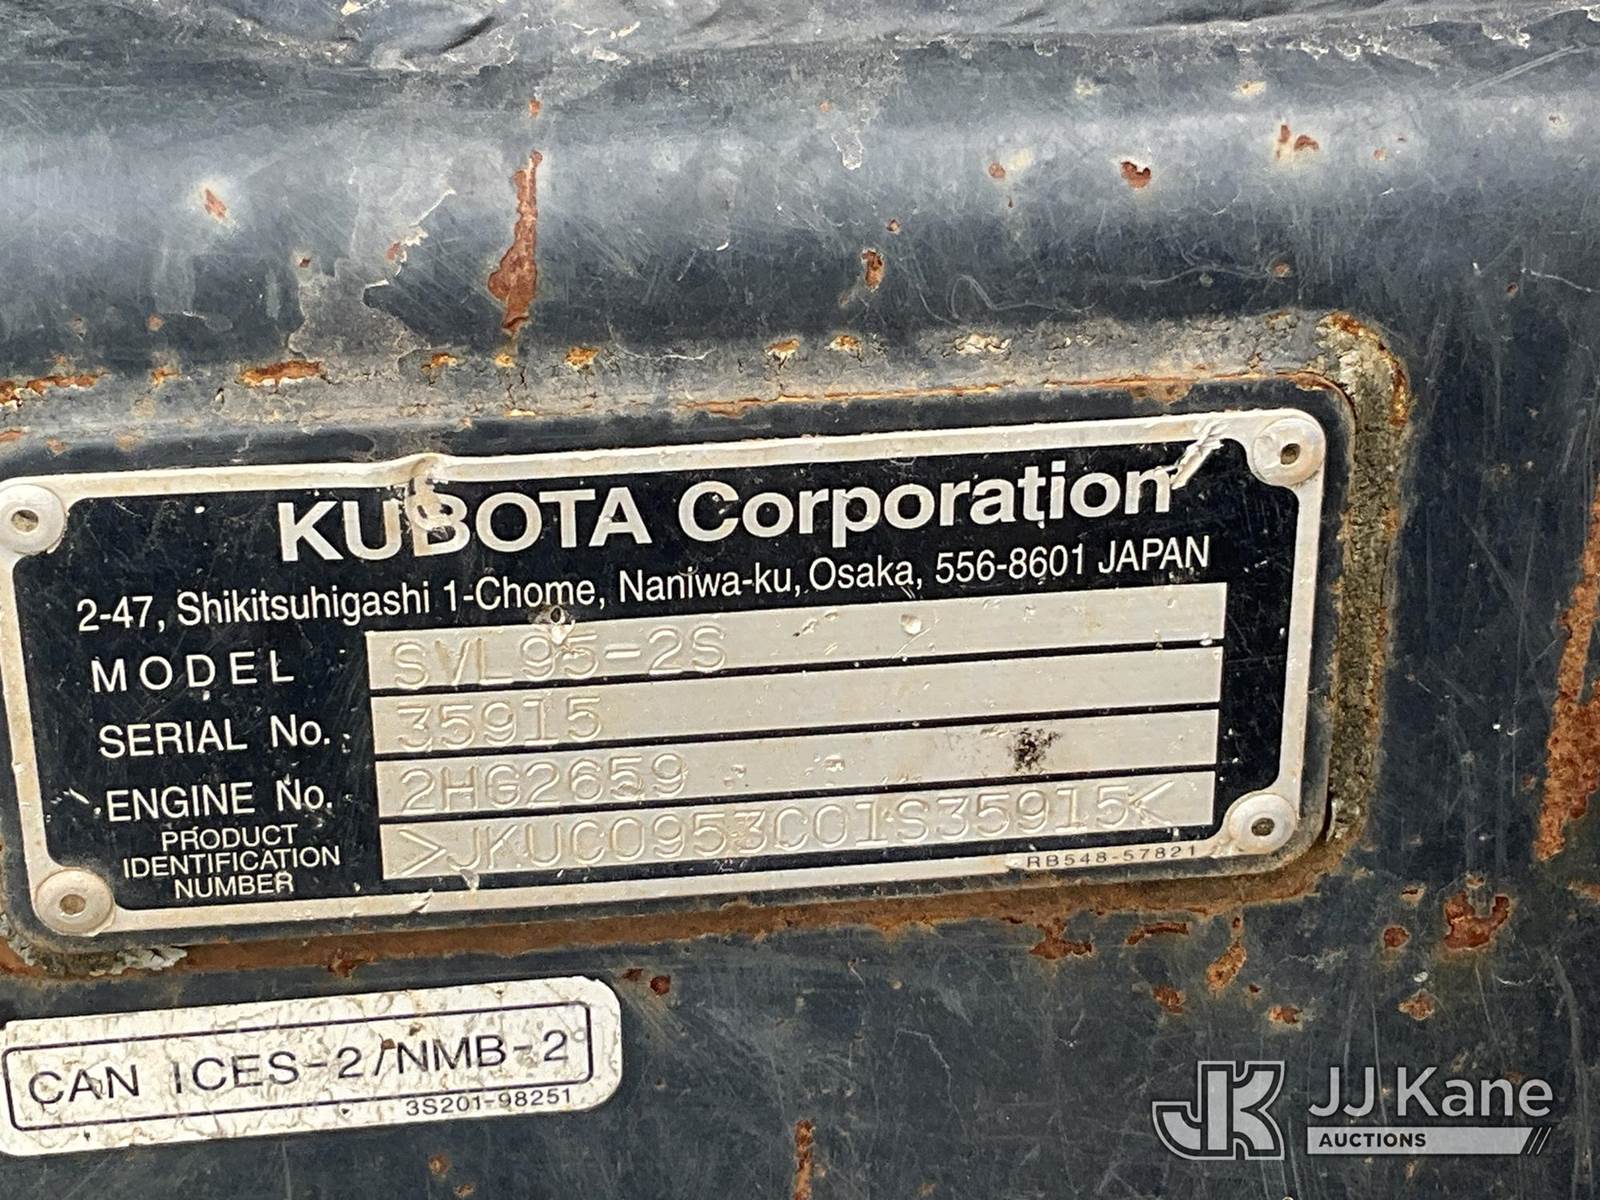 KUBOTA Corporation
2-47, Shikitsuhigashi 1-Chome, Naniwa-ku, Osaka, 556-8601 JAPAN
MODEL SVL95-2S
SERIAL No. 35915
ENGINE No. 2HG2659
PRODUCT
IDENTIFICATION
NUMBER
>JKUC0953C01S35915<
RB548-57821
CAN ICES-2/NMB-2
3S201-98251
JK JJ Kane
AUCTIONS